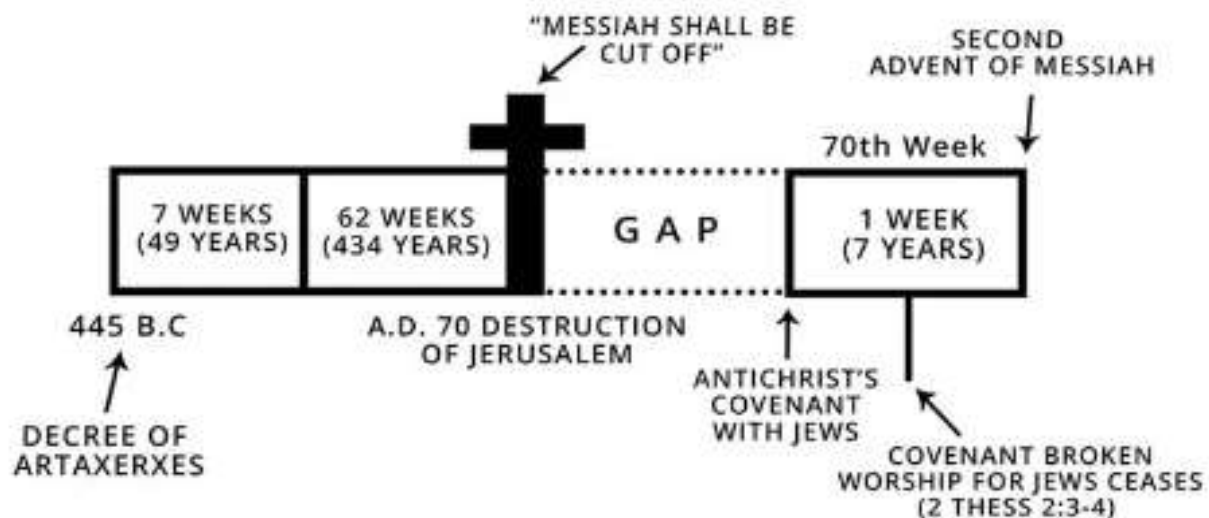 "MESSIAH SHALL BE
CUT OFF"
SECOND
ADVENT OF MESSIAH
70th Week
7 WEEKS
(49 YEARS)
62 WEEKS
(434 YEARS)
GAP
1 WEEK
(7 YEARS)
445 B.C
A.D. 70 DESTRUCTION
OF JERUSALEM
ANTICHRIST'S
COVENANT
WITH JEWS
DECREE OF
ARTAXERXES
COVENANT BROKEN
WORSHIP FOR JEWS CEASES
(2 THESS 2:3-4)